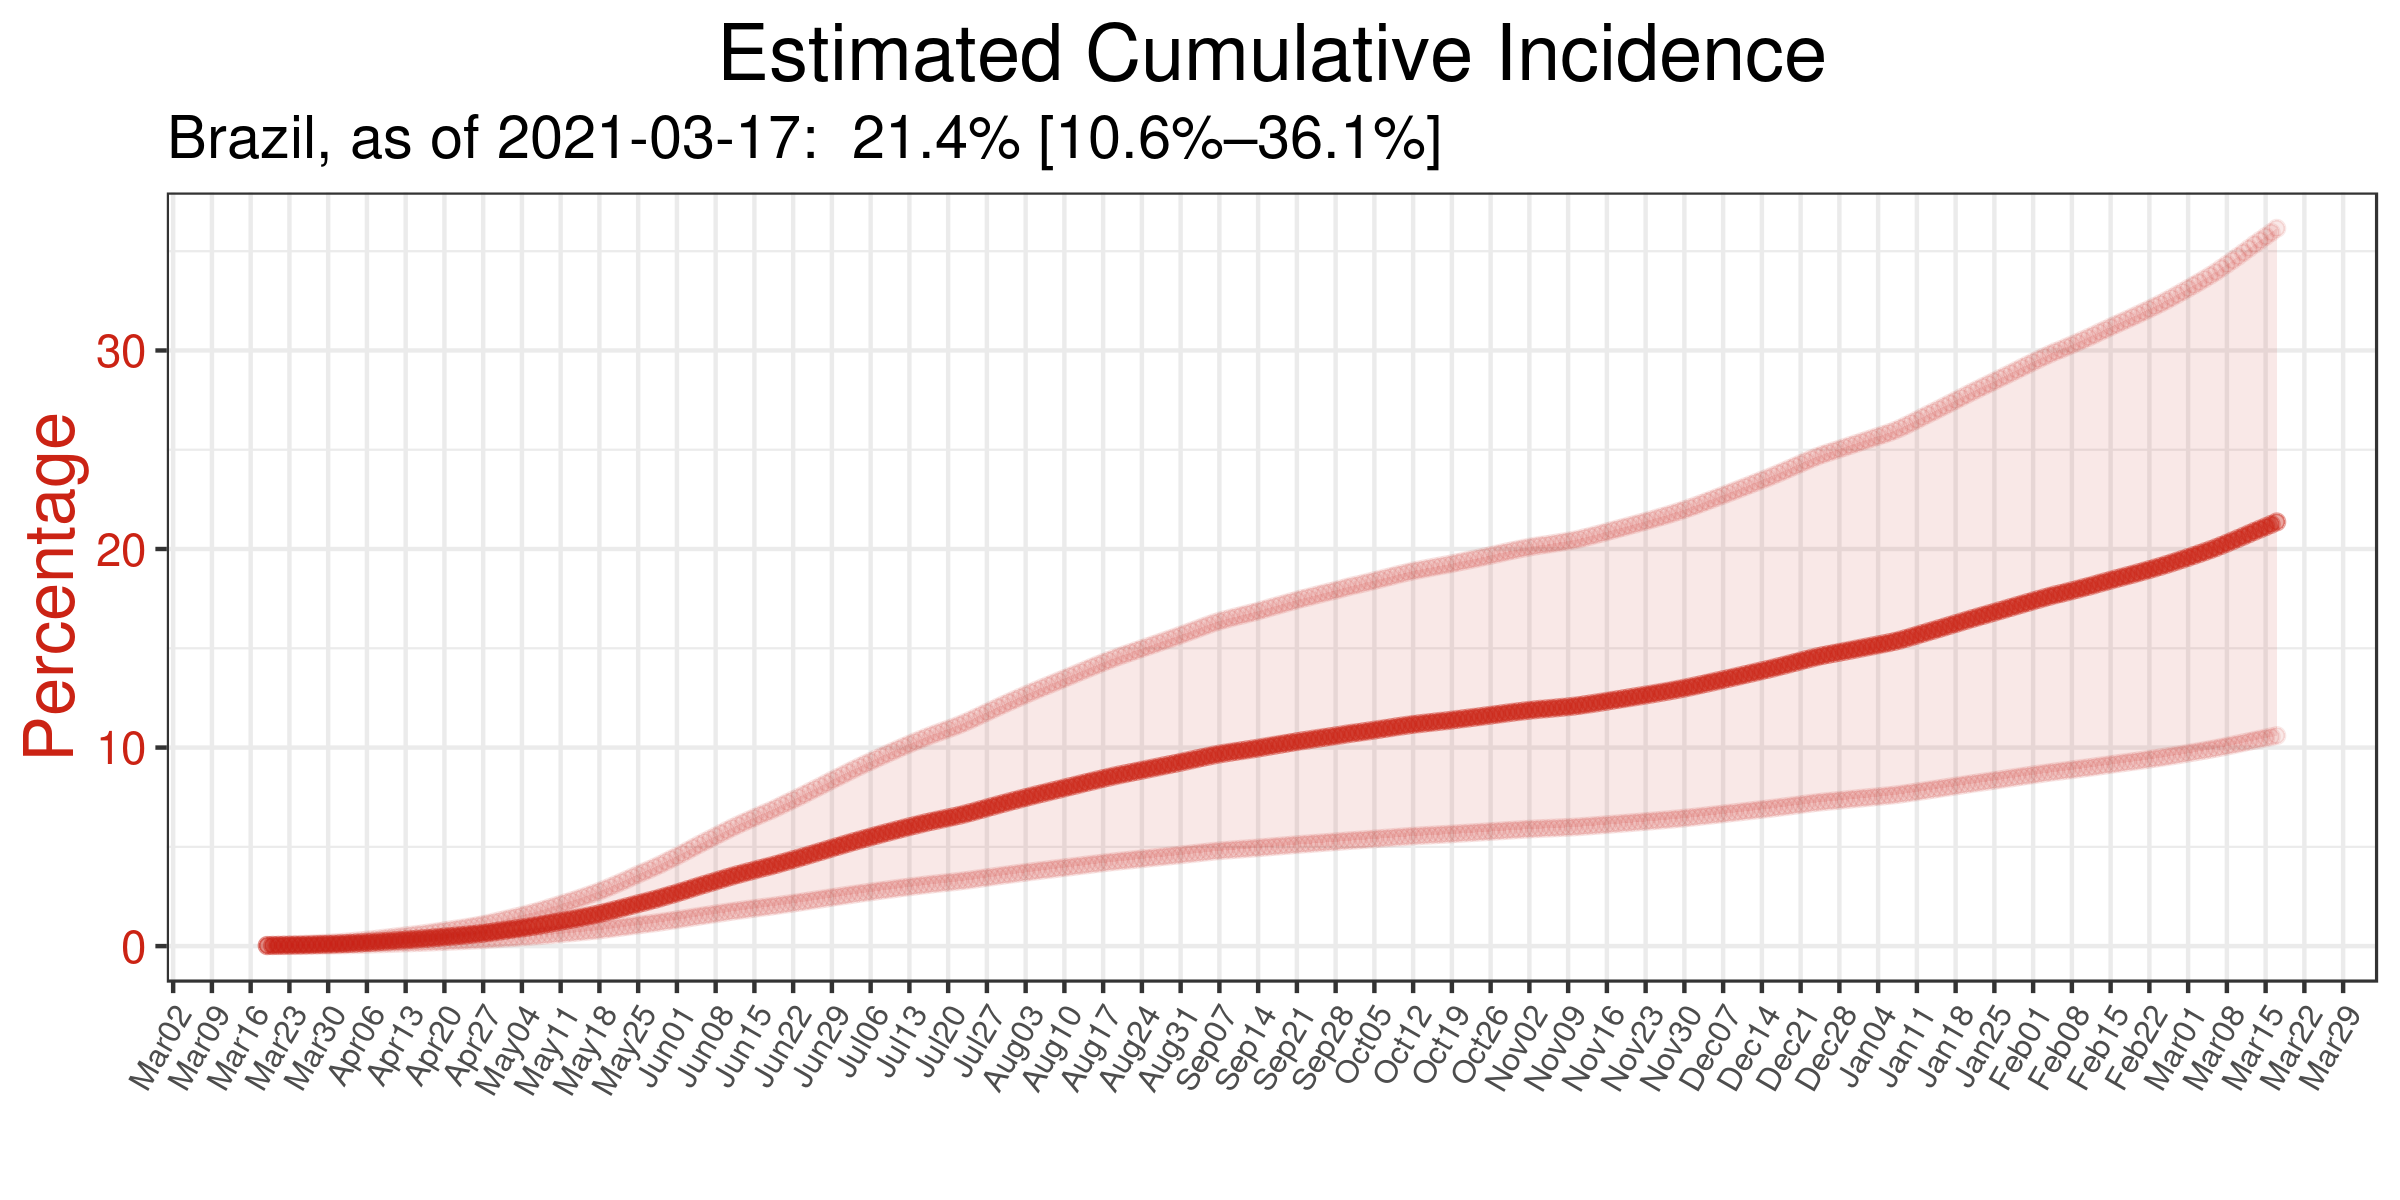 Estimated Cumulative Incidence
Brazil, as of 2021-03-17:  21.4% [10.6%–36.1%]
Percentage
30
20
10
0
Mar02
Mar09
Mar16
Mar23
Mar30
Apr06
Apr13
Apr20
Apr27
May04
May11
May18
May25
Jun01
Jun08
Jun15
Jun22
Jun29
Jul06
Jul13
Jul20
Jul27
Aug03
Aug10
Aug17
Aug24
Aug31
Sep07
Sep14
Sep21
Sep28
Oct05
Oct12
Oct19
Oct26
Nov02
Nov09
Nov16
Nov23
Nov30
Dec07
Dec14
Dec21
Dec28
Jan04
Jan11
Jan18
Jan25
Feb01
Feb08
Feb15
Feb22
Mar01
Mar08
Mar15
Mar22
Mar29